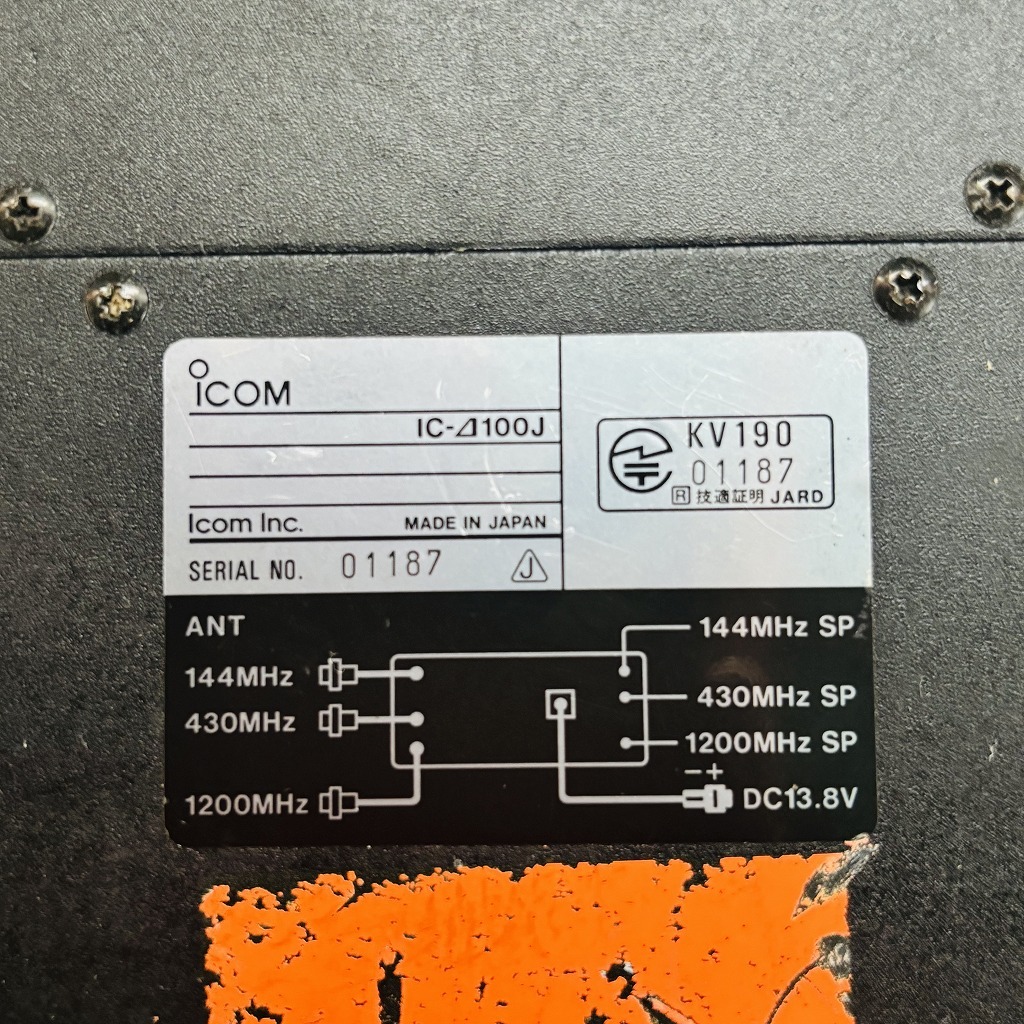 ICOM
IC-⊿100J
Icom Inc. MADE IN JAPAN
SERIAL NO. 01187 J
KV190
01187
R 技適証明 JARD
ANT
144MHz
430MHz
1200MHz
144MHz SP
430MHz SP
1200MHz SP
− +
DC13.8V